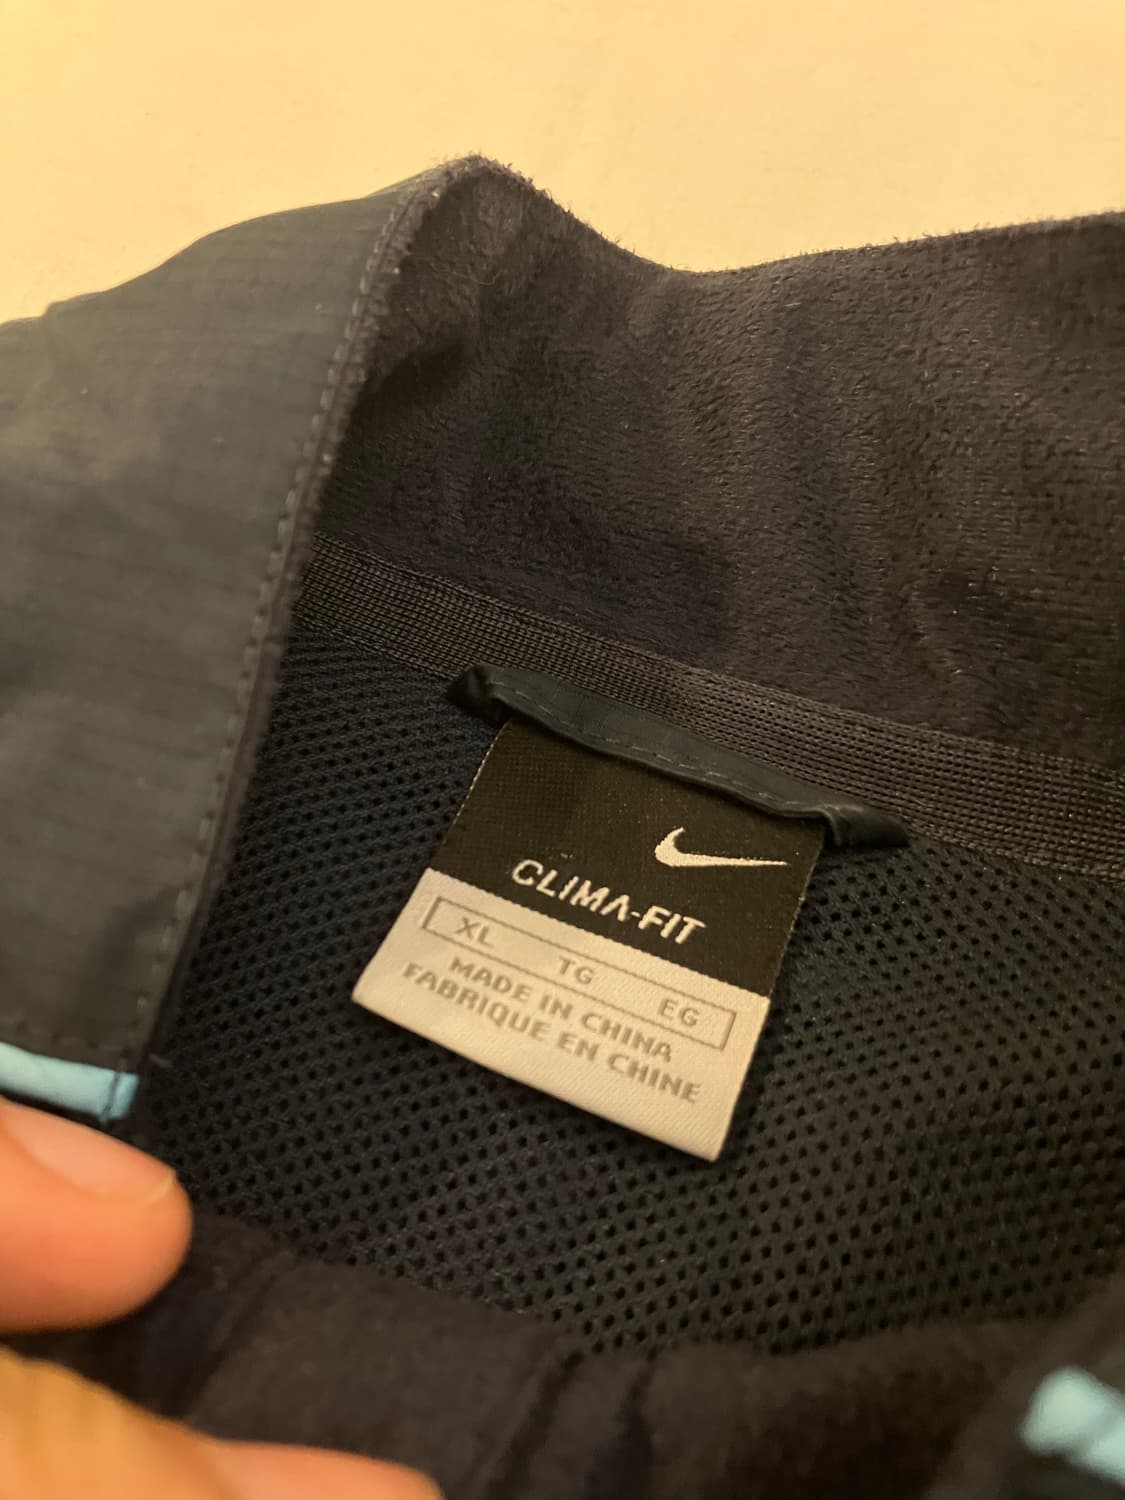 CLIMA-FIT
XL TG EG
MADE IN CHINA
FABRIQUE EN CHINE